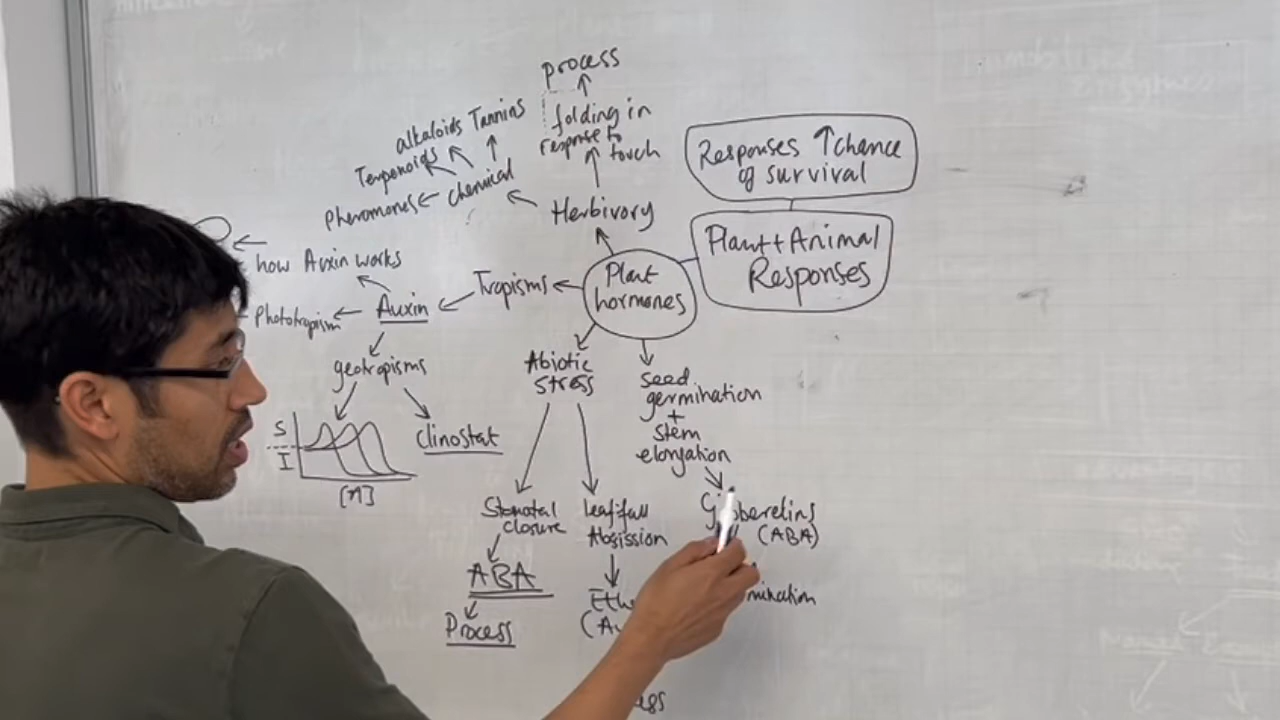 process
folding in
response to
touch
alkaloids Tannins
Terpenoids
Pheromones
chemical
Herbivory
Responses ↑ chance
of survival
Plant + Animal
Responses
how Auxin works
Tropisms
Plant
hormones
Phototropism
Auxin
geotropisms
Abiotic
stress
seed
germination
+
stem
elongation
S
I
[A]
clinostat
Stomatal
closure
leaf fall
Abscission
Gibberelins
(ABA)
ABA
Process